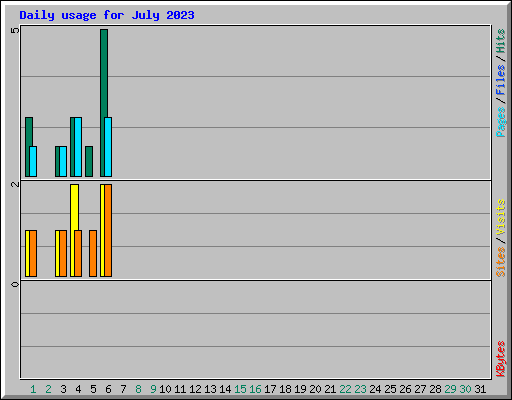 Daily usage for July 2023
5
2
0
Pages / Files / Hits
Sites / Visits
KBytes
1 2 3 4 5 6 7 8 9 10 11 12 13 14 15 16 17 18 19 20 21 22 23 24 25 26 27 28 29 30 31